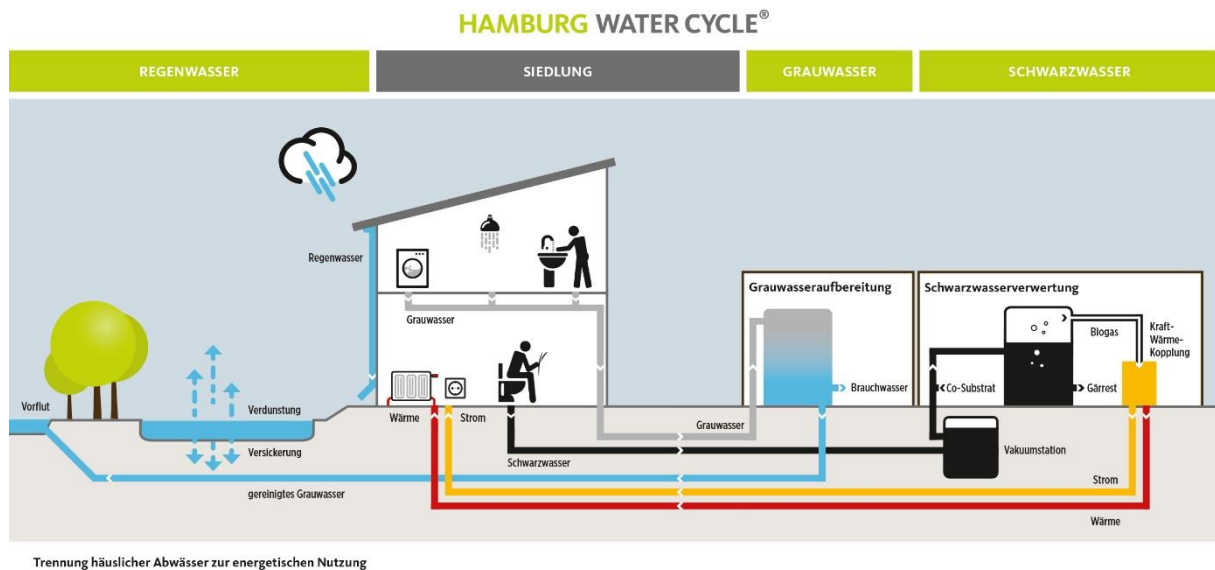 HAMBURG WATER CYCLE®
REGENWASSER
SIEDLUNG
GRAUWASSER
SCHWARZWASSER
Regenwasser
Grauwasseraufbereitung
Schwarzwasserverwertung
Grauwasser
Biogas
Kraft-
Wärme-
Kopplung
Brauchwasser
Co-Substrat
Gärrest
Vorflut
Verdunstung
Wärme
Strom
Grauwasser
Versickerung
Schwarzwasser
Vakuumstation
gereinigtes Grauwasser
Strom
Wärme
Trennung häuslicher Abwässer zur energetischen Nutzung